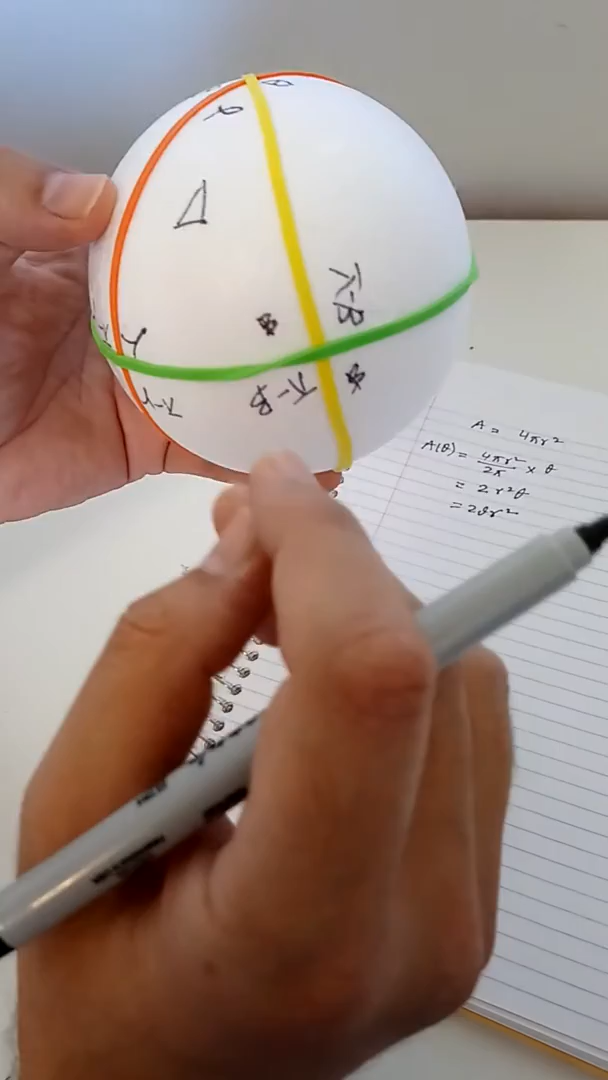 α
Δ
π-β
β
γ
π-β
β
π-γ
A = 4πr²
A(θ) = 4πr²/2π × θ
= 2r²θ
= 2θr²